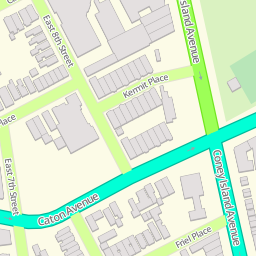 East 8th Street
Island Avenue
Kermit Place
Place
East 7th Street
Caton Avenue
Coney Island Avenue
Friel Place